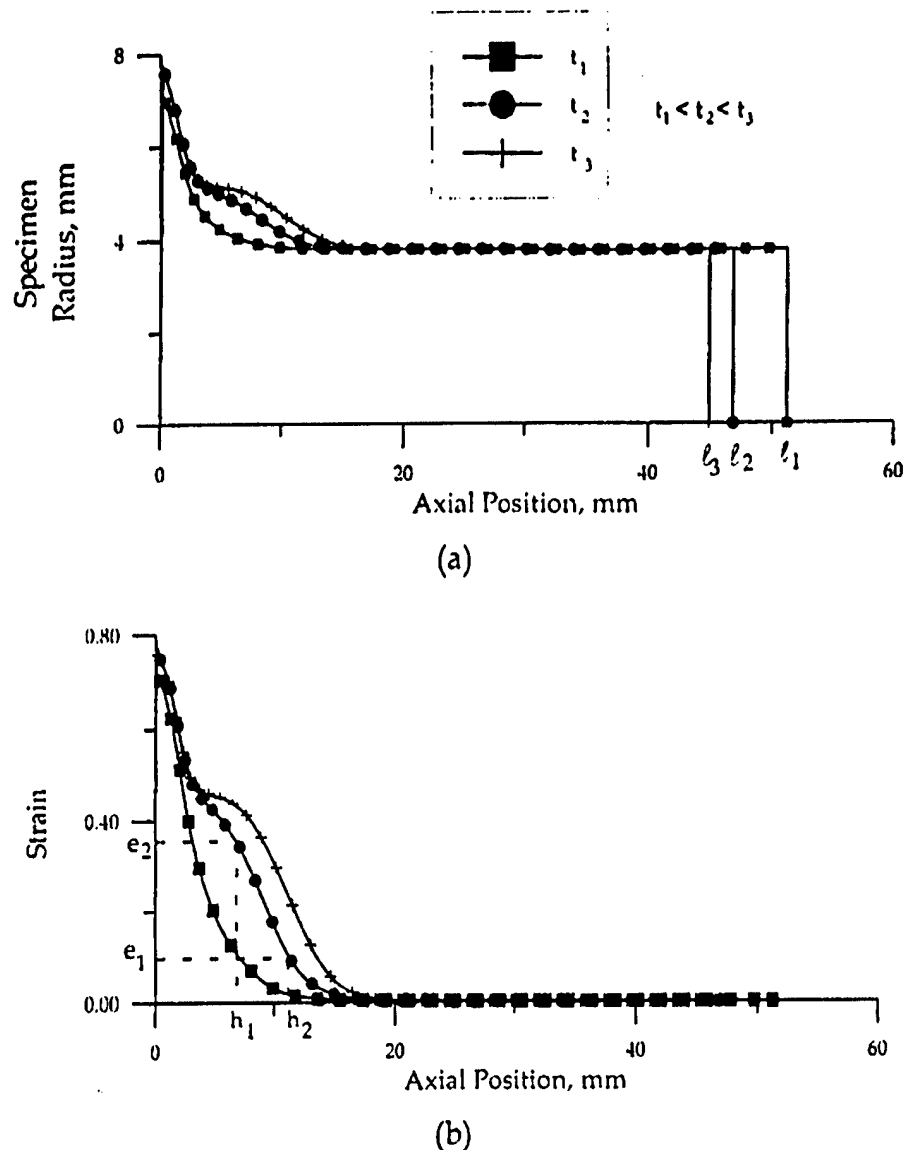 t₁
t₂
t₃
t₁ < t₂ < t₃
8
4
0
Specimen
Radius, mm
0
20
40
ℓ₃
ℓ₂
ℓ₁
60
Axial Position, mm
(a)
0.80
0.40
e₂
e₁
0.00
Strain
0
h₁
h₂
20
40
60
Axial Position, mm
(b)